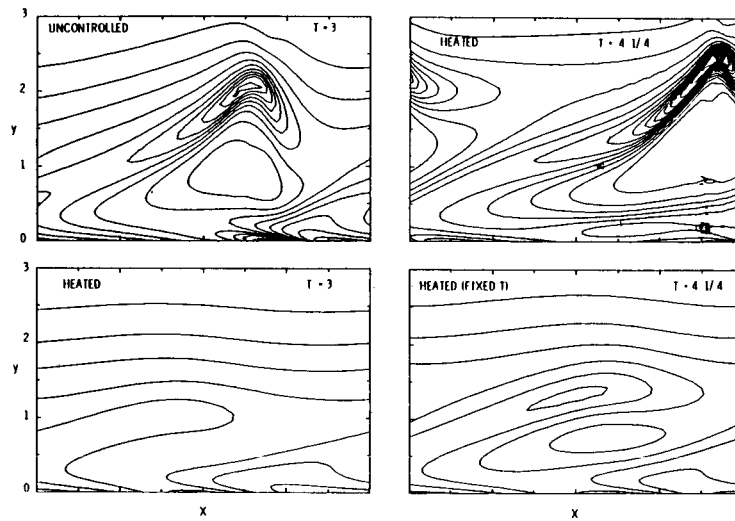 3
UNCONTROLLED T = 3
2
y
1
0
HEATED T = 4 1/4
3
HEATED T = 3
2
y
1
0
X
HEATED (FIXED T) T = 4 1/4
X